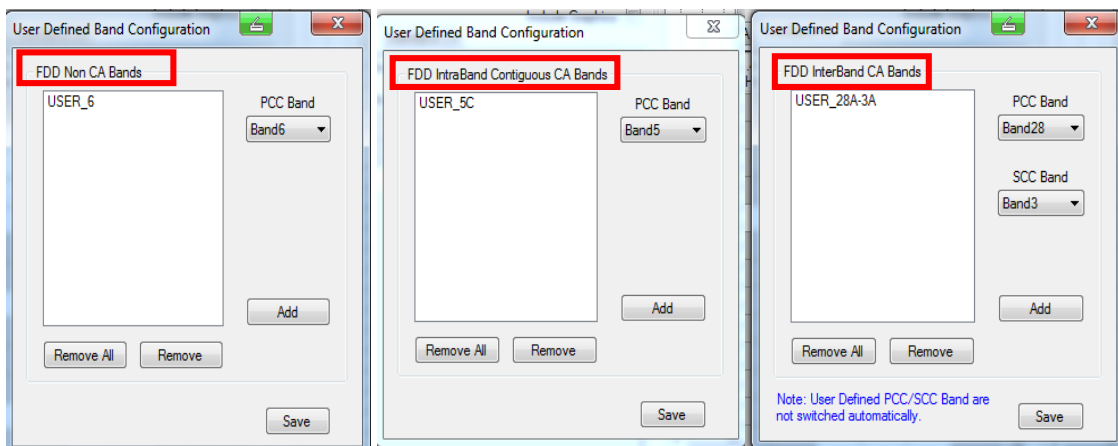 User Defined Band Configuration
FDD Non CA Bands
USER_6
PCC Band
Band6
Add
Remove All
Remove
Save
User Defined Band Configuration
FDD IntraBand Contiguous CA Bands
USER_5C
PCC Band
Band5
Add
Remove All
Remove
Save
User Defined Band Configuration
FDD InterBand CA Bands
USER_28A-3A
PCC Band
Band28
SCC Band
Band3
Add
Remove All
Remove
Note: User Defined PCC/SCC Band are
not switched automatically.
Save